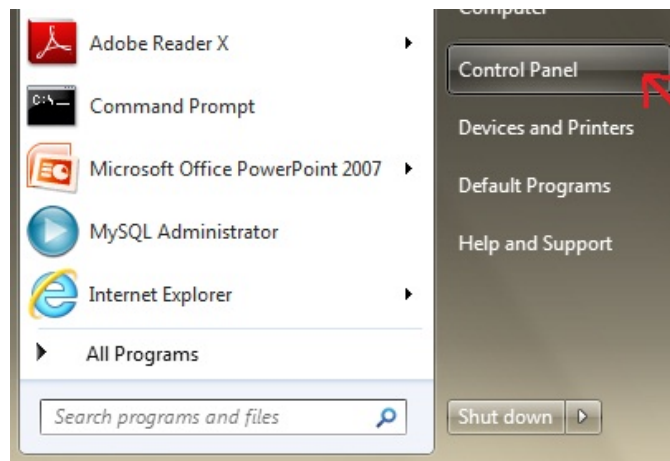 Adobe Reader X
Command Prompt
Microsoft Office PowerPoint 2007
MySQL Administrator
Internet Explorer
All Programs
Search programs and files
Computer
Control Panel
Devices and Printers
Default Programs
Help and Support
Shut down